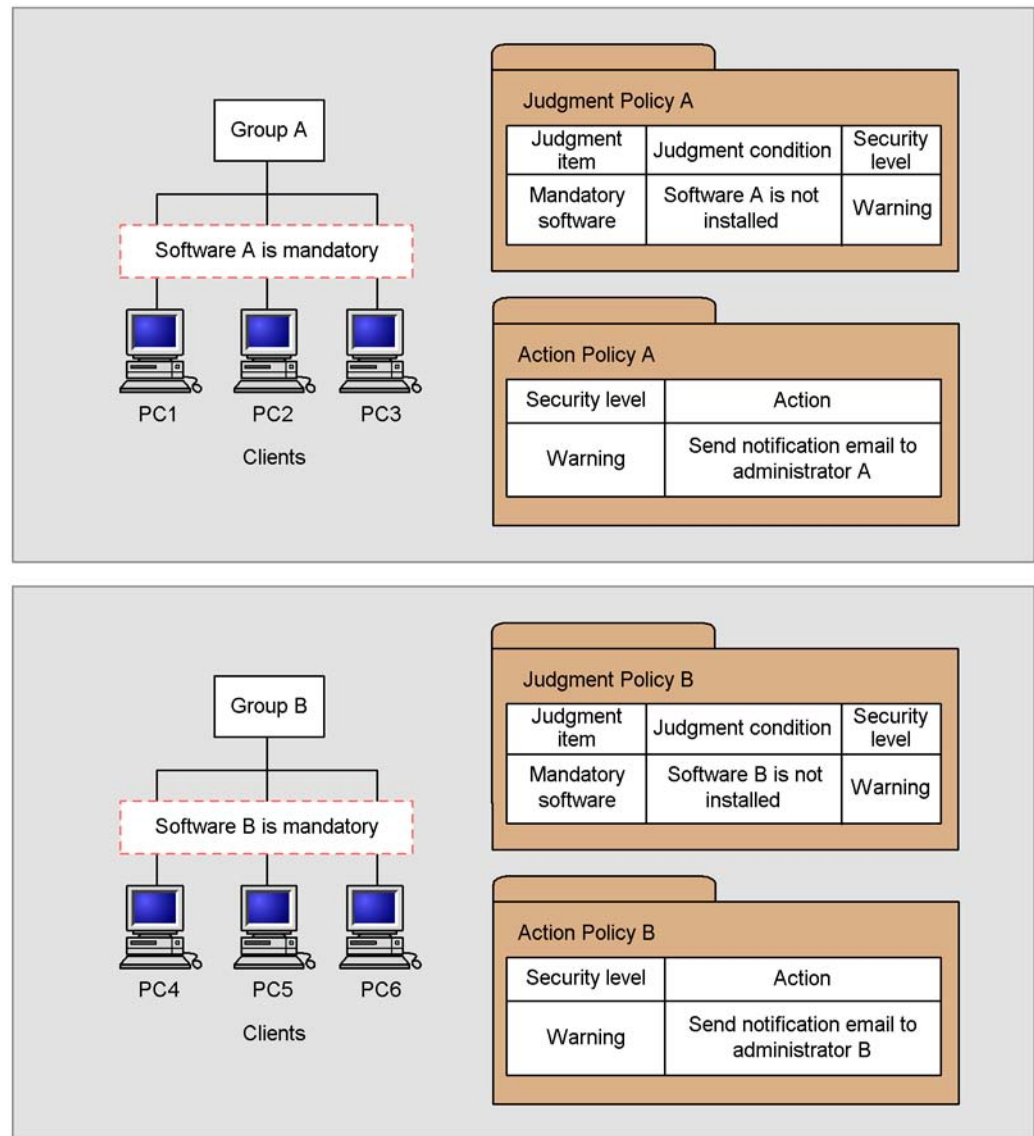 Group A
Software A is mandatory
PC1 PC2 PC3
Clients
Judgment Policy A
Judgment item
Judgment condition
Security level
Mandatory software
Software A is not installed
Warning
Action Policy A
Security level
Action
Warning
Send notification email to administrator A
Group B
Software B is mandatory
PC4 PC5 PC6
Clients
Judgment Policy B
Judgment item
Judgment condition
Security level
Mandatory software
Software B is not installed
Warning
Action Policy B
Security level
Action
Warning
Send notification email to administrator B